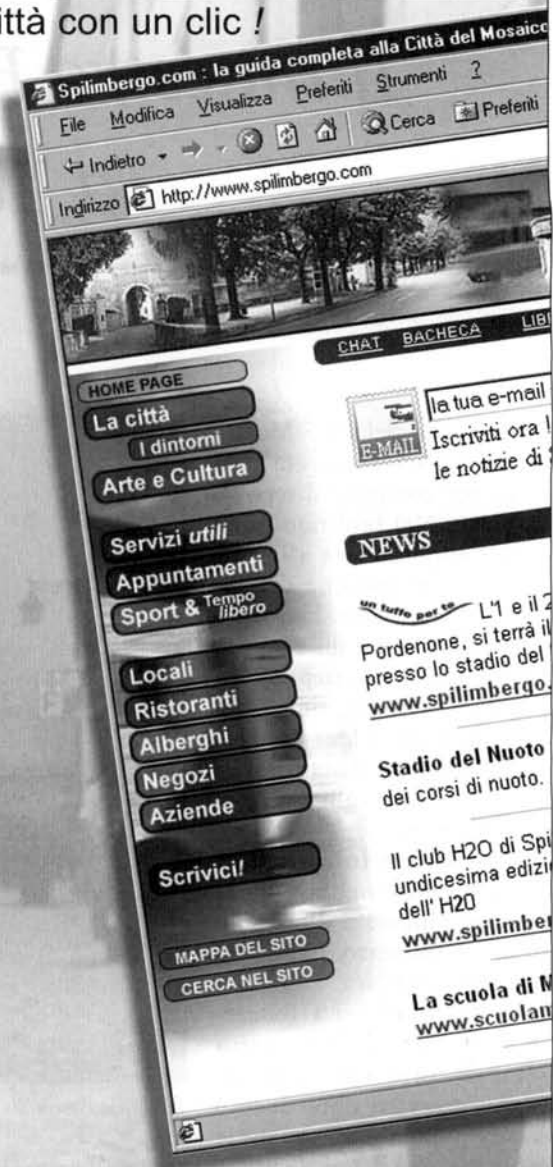 ttà con un clic !
Spilimbergo.com : la guida completa alla Città del Mosaico
File Modifica Visualizza Preferiti Strumenti ?
Indietro Cerca Preferiti
Indirizzo http://www.spilimbergo.com
CHAT BACHECA LIB
HOME PAGE
La città
I dintorni
Arte e Cultura
Servizi utili
Appuntamenti
Sport & Tempo libero
Locali
Ristoranti
Alberghi
Negozi
Aziende
Scrivici!
MAPPA DEL SITO
CERCA NEL SITO
E-MAIL
la tua e-mail
Iscriviti ora
le notizie di
NEWS
un tuffo per te L'1 e il 2
Pordenone, si terrà il
presso lo stadio del
www.spilimbergo.
Stadio del Nuoto
dei corsi di nuoto.
Il club H2O di Spi
undicesima edizi
dell' H20
www.spilimber
La scuola di M
www.scuolam